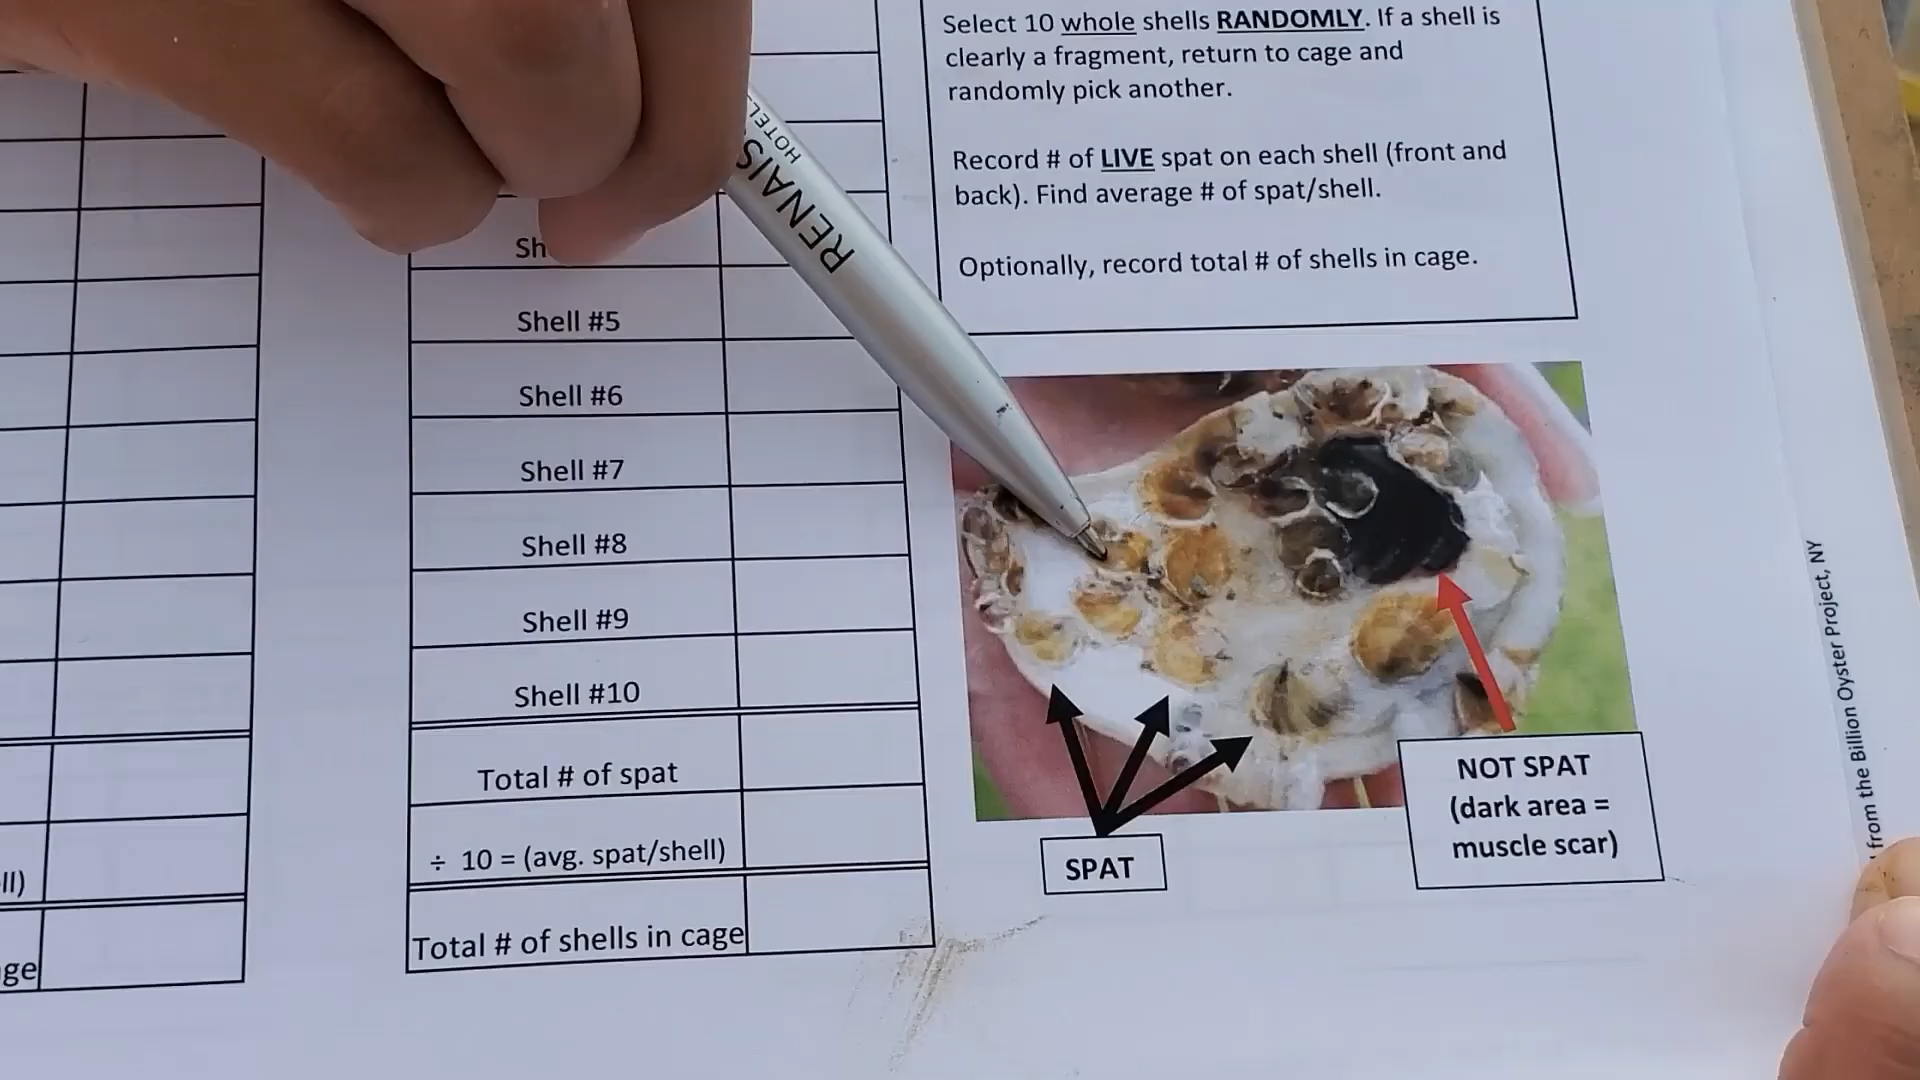 Select 10 whole shells RANDOMLY. If a shell is
clearly a fragment, return to cage and
randomly pick another.
Record # of LIVE spat on each shell (front and
back). Find average # of spat/shell.
Optionally, record total # of shells in cage.
RENAIS
HOTELS
Sh
Shell #5
Shell #6
Shell #7
Shell #8
Shell #9
Shell #10
Total # of spat
÷ 10 = (avg. spat/shell)
Total # of shells in cage
ll)
ge
SPAT
NOT SPAT
(dark area =
muscle scar)
from the Billion Oyster Project, NY